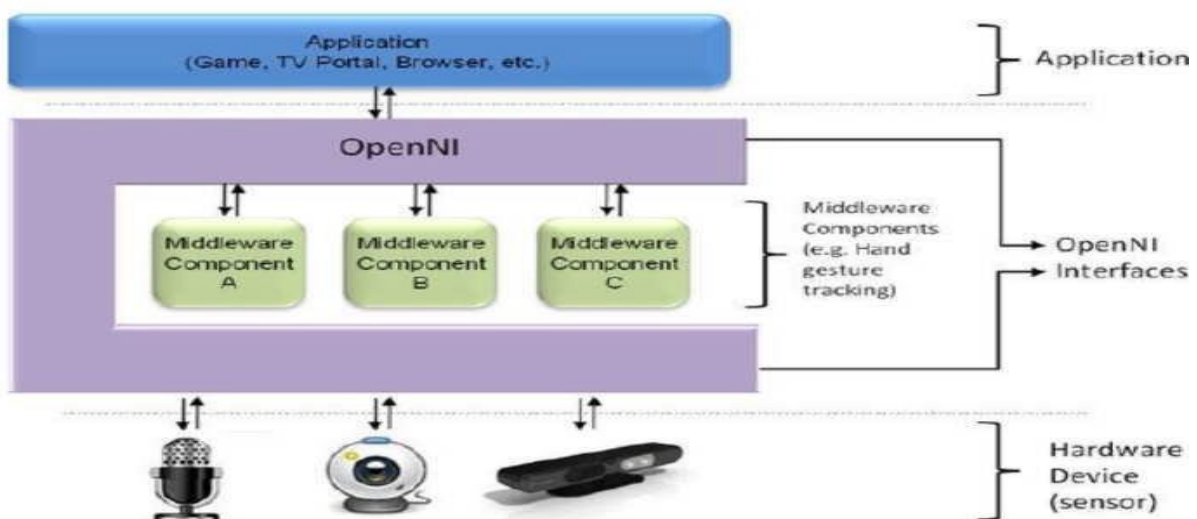 Application
(Game, TV Portal, Browser, etc.)
Application
OpenNI
Middleware
Component
A
Middleware
Component
B
Middleware
Component
C
Middleware
Components
(e.g. Hand
gesture
tracking)
OpenNI
Interfaces
Hardware
Device
(sensor)